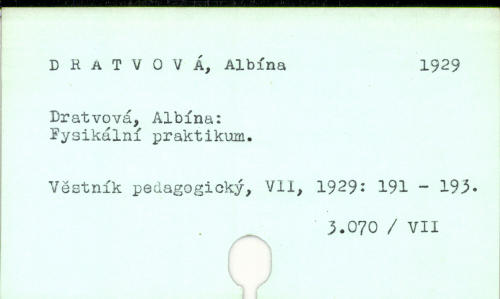 D R A T V O V Á, Albína 1929
Dratvová, Albína:
Fysikální praktikum.
Věstník pedagogický, VII, 1929: 191 - 193.
3.070 / VII